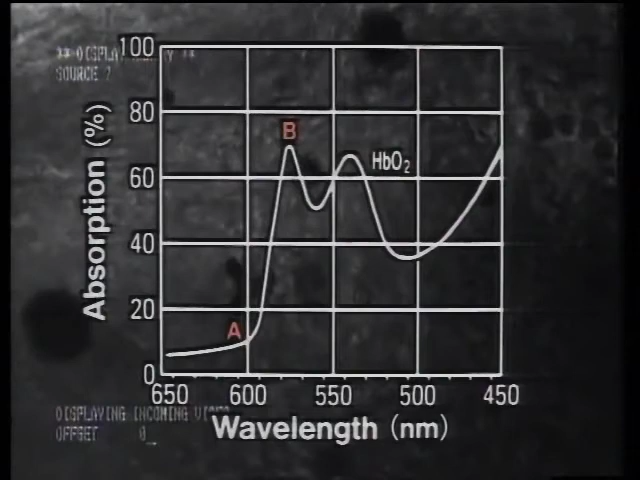 100
SOURCE ?
80
B
HbO₂
60
Absorption (%)
40
20
A
0
650 600 550 500 450
DISPLAYING INCOMING
OFFSET 0_
Wavelength (nm)